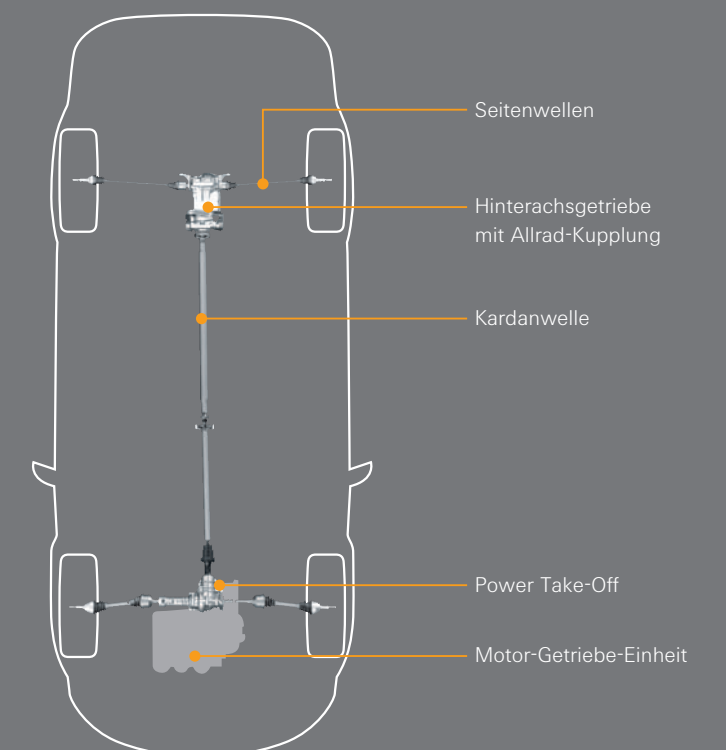 Seitenwellen
Hinterachsgetriebe
mit Allrad-Kupplung
Kardanwelle
Power Take-Off
Motor-Getriebe-Einheit